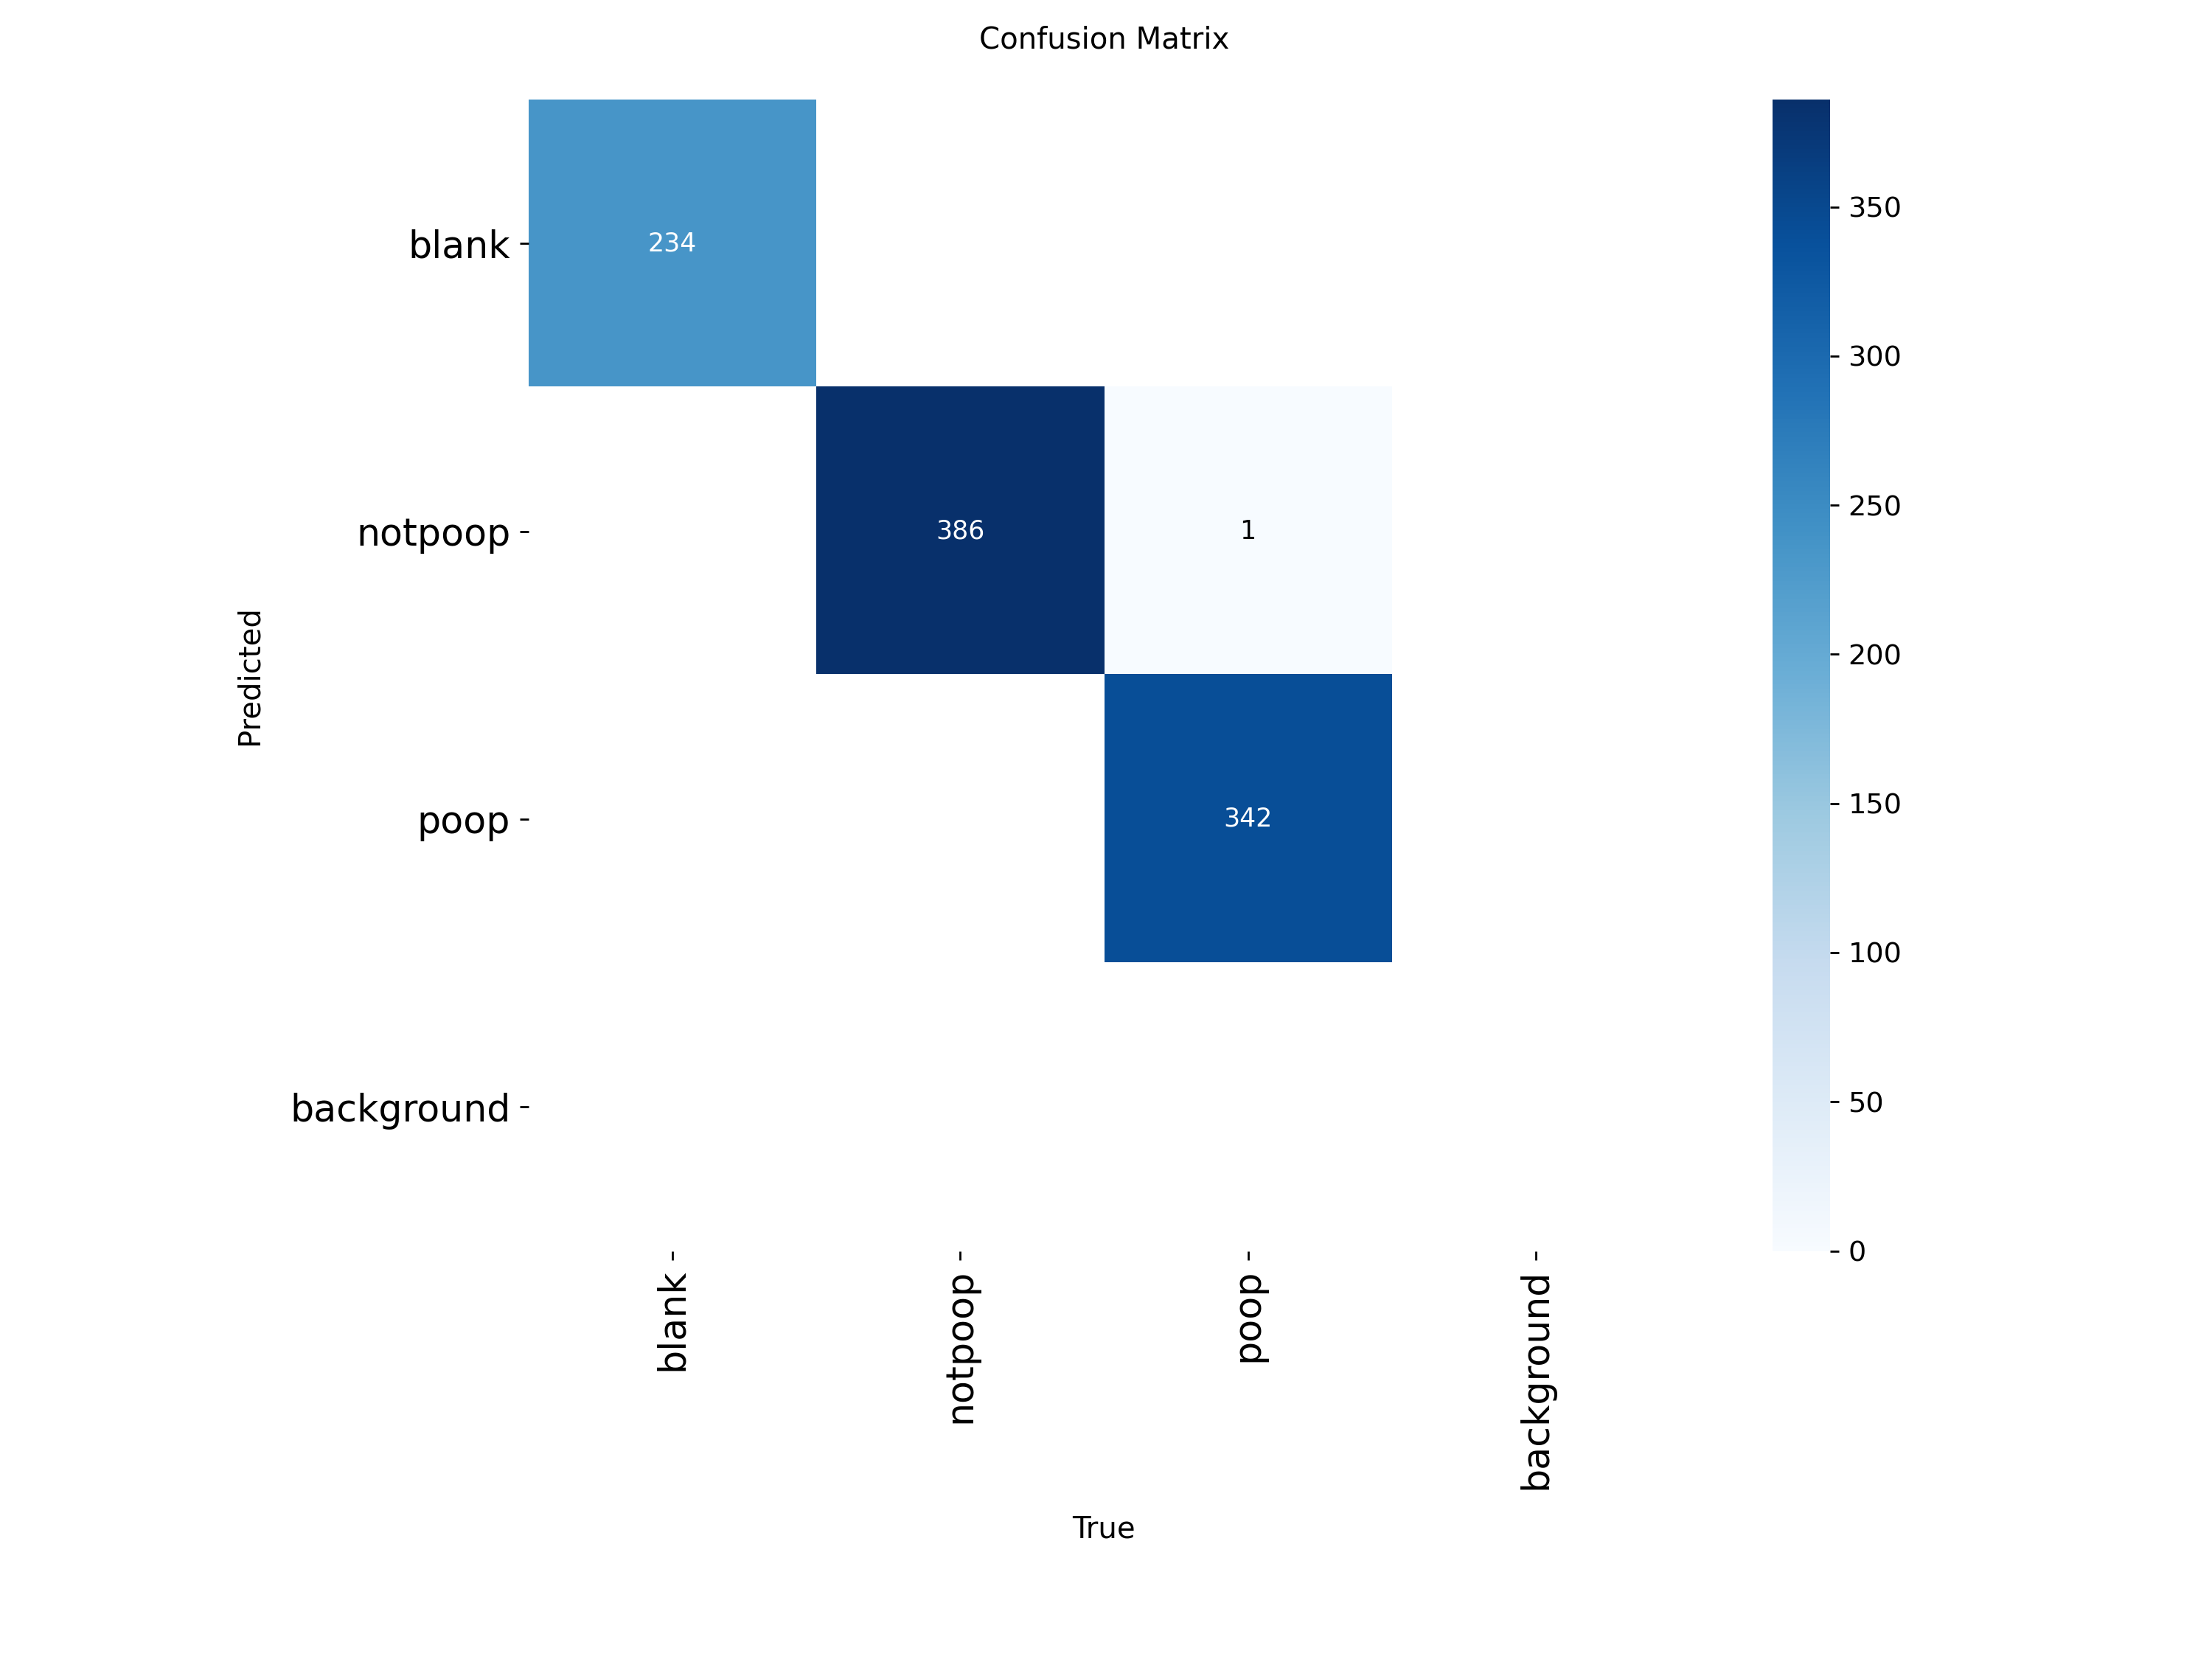 Confusion Matrix
blank
234
notpoop
386
1
poop
342
background
Predicted
blank
notpoop
poop
background
True
350
300
250
200
150
100
50
0